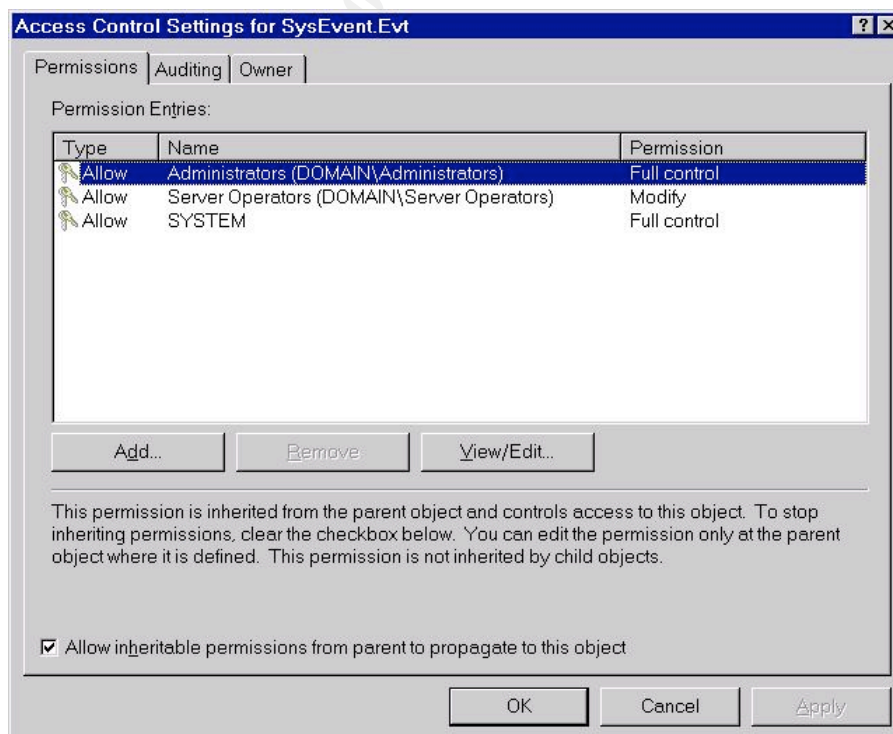 Access Control Settings for SysEvent.Evt
Permissions Auditing Owner
Permission Entries:
Type Name Permission
Allow Administrators (DOMAIN\Administrators) Full control
Allow Server Operators (DOMAIN\Server Operators) Modify
Allow SYSTEM Full control
Add... Remove View/Edit...
This permission is inherited from the parent object and controls access to this object. To stop
inheriting permissions, clear the checkbox below. You can edit the permission only at the parent
object where it is defined. This permission is not inherited by child objects.
Allow inheritable permissions from parent to propagate to this object
OK Cancel Apply